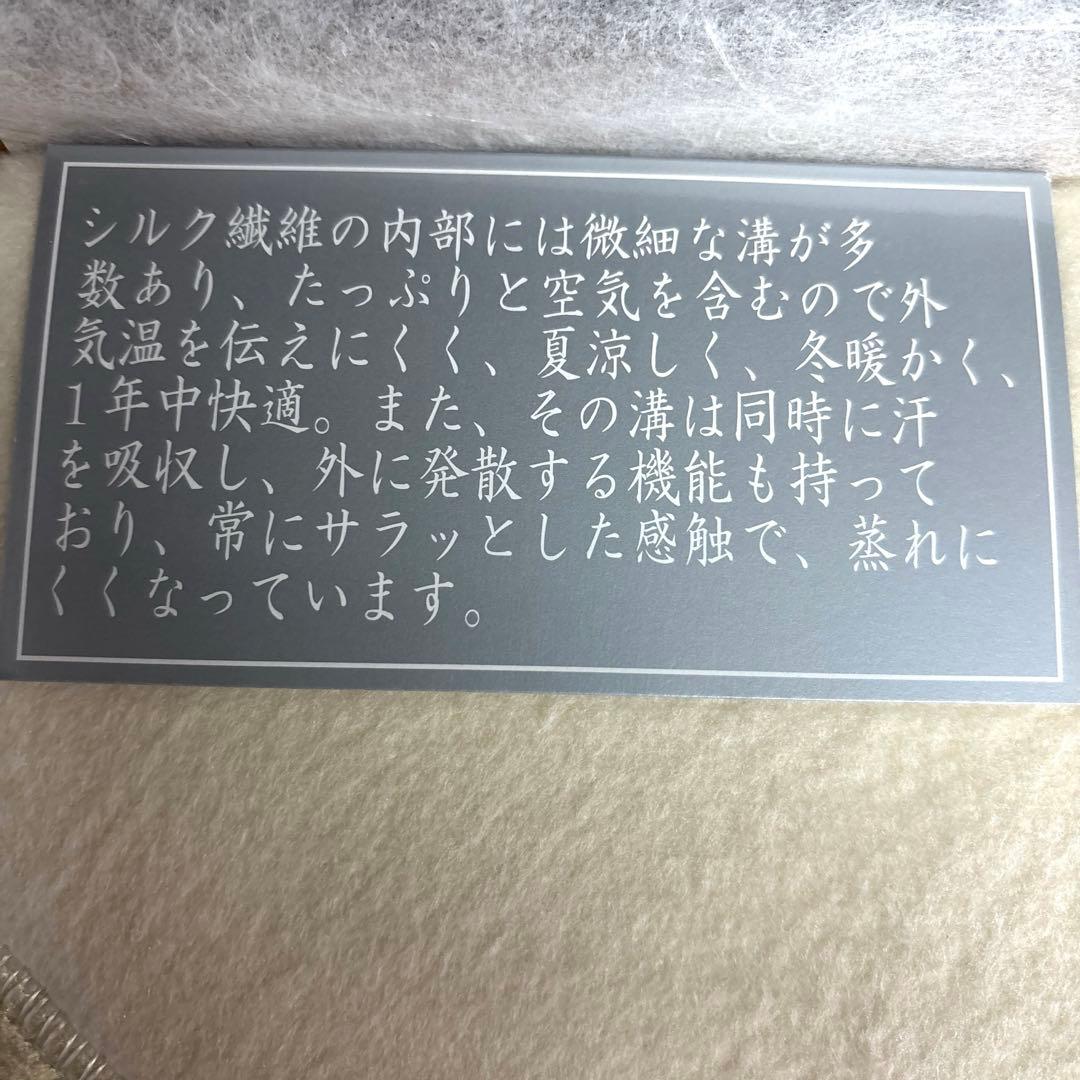 シルク繊維の内部には微細な溝が多
数あり、たっぷりと空気を含むので外
気温を伝えにくく、夏涼しく、冬暖かく、
1年中快適。また、その溝は同時に汗
を吸収し、外に発散する機能も持って
おり、常にサラッとした感触で、蒸れに
くくなっています。